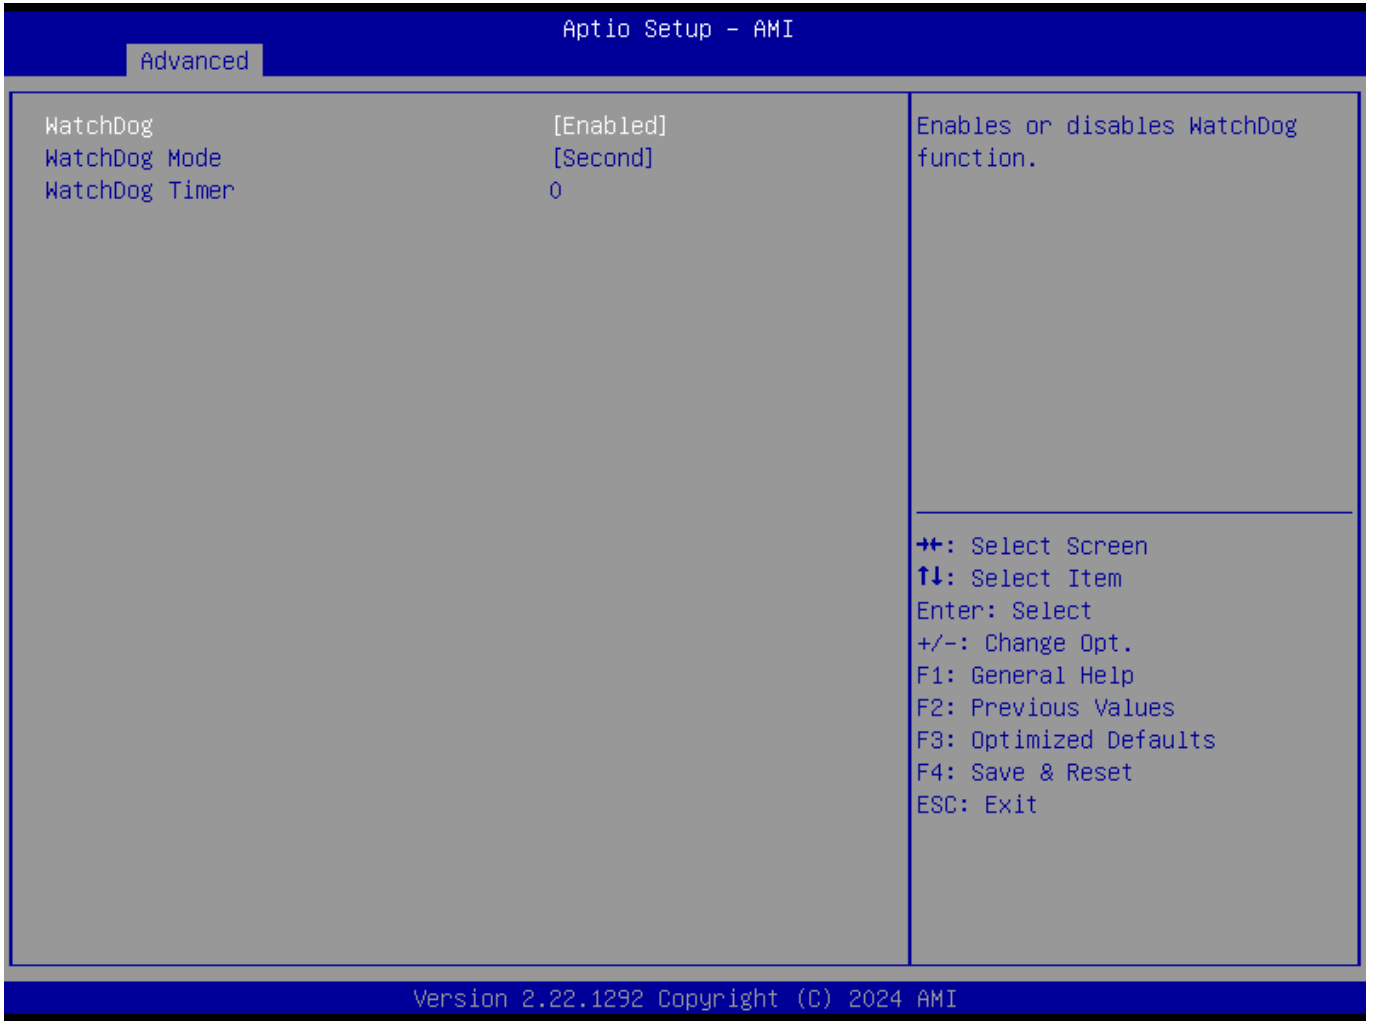 Aptio Setup – AMI
Advanced
WatchDog [Enabled]
WatchDog Mode [Second]
WatchDog Timer 0
Enables or disables WatchDog
function.
→←: Select Screen
↑↓: Select Item
Enter: Select
+/-: Change Opt.
F1: General Help
F2: Previous Values
F3: Optimized Defaults
F4: Save & Reset
ESC: Exit
Version 2.22.1292 Copyright (C) 2024 AMI